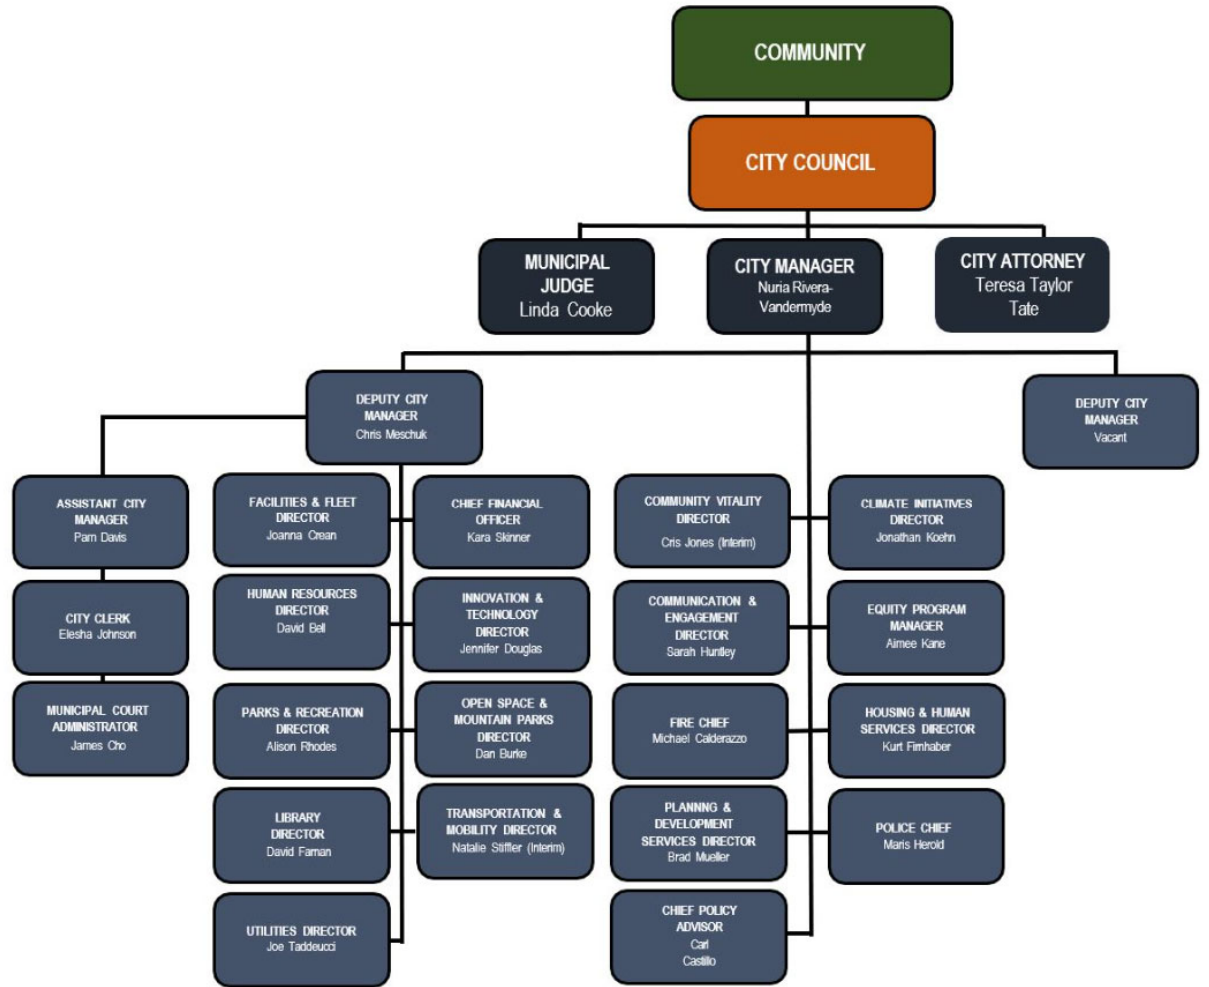 COMMUNITY
CITY COUNCIL
MUNICIPAL
JUDGE
Linda Cooke
CITY MANAGER
Nuria Rivera-
Vandermyde
CITY ATTORNEY
Teresa Taylor
Tate
DEPUTY CITY
MANAGER
Chris Meschuk
DEPUTY CITY
MANAGER
Vacant
ASSISTANT CITY
MANAGER
Pam Davis
FACILITIES & FLEET
DIRECTOR
Joanna Crean
CHIEF FINANCIAL
OFFICER
Kara Skinner
COMMUNITY VITALITY
DIRECTOR
Cris Jones (Interim)
CLIMATE INITIATIVES
DIRECTOR
Jonathan Koehn
CITY CLERK
Elesha Johnson
HUMAN RESOURCES
DIRECTOR
David Bell
INNOVATION &
TECHNOLOGY
DIRECTOR
Jennifer Douglas
COMMUNICATION &
ENGAGEMENT
DIRECTOR
Sarah Huntley
EQUITY PROGRAM
MANAGER
Aimee Kane
MUNICIPAL COURT
ADMINISTRATOR
James Cho
PARKS & RECREATION
DIRECTOR
Alison Rhodes
OPEN SPACE &
MOUNTAIN PARKS
DIRECTOR
Dan Burke
FIRE CHIEF
Michael Calderazzo
HOUSING & HUMAN
SERVICES DIRECTOR
Kurt Firnhaber
LIBRARY
DIRECTOR
David Farnan
TRANSPORTATION &
MOBILITY DIRECTOR
Natalie Stiffler (Interim)
PLANNNG &
DEVELOPMENT
SERVICES DIRECTOR
Brad Mueller
POLICE CHIEF
Maris Herold
UTILITIES DIRECTOR
Joe Taddeucci
CHIEF POLICY
ADVISOR
Carl
Castillo